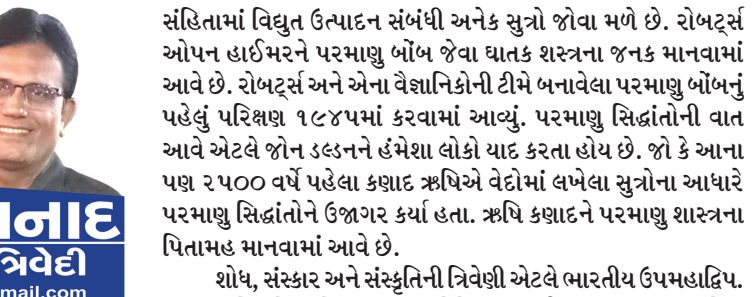 સંહિતામાં વિદ્યુત ઉત્પાદન સંબંધી અનેક સુત્રો જોવા મળે છે. રોબર્ટ્સ
ઓપન હાઈમરને પરમાણુ બોંબ જેવા ઘાતક શસ્ત્રના જનક માનવામાં
આવે છે. રોબર્ટ્સ અને એના વૈજ્ઞાનિકોની ટીમે બનાવેલા પરમાણુ બોંબનું
પહેલું પરિક્ષણ ૧૯૪૫માં કરવામાં આવ્યું. પરમાણુ સિદ્ધાંતોની વાત
આવે એટલે જોન ડલ્ડનને હંમેશા લોકો યાદ કરતા હોય છે. જો કે આના
પણ ૨૫૦૦ વર્ષે પહેલા કણાદ ઋષિએ વેદોમાં લખેલા સુત્રોના આધારે
પરમાણુ સિદ્ધાંતોને ઉજાગર કર્યા હતા. ઋષિ કણાદને પરમાણુ શાસ્ત્રના
પિતામહ માનવામાં આવે છે.
શોધ, સંસ્કાર અને સંસ્કૃતિની ત્રિવેણી એટલે ભારતીય ઉપમહાદ્વિપ.
નાદ
ત્રિવેદી
mail.com